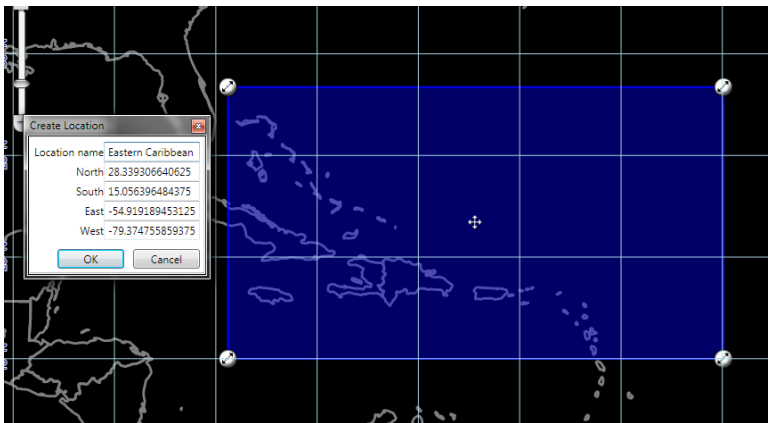 Create Location
Location name Eastern Caribbean
North 28.339306640625
South 15.056396484375
East -54.919189453125
West -79.374755859375
OK Cancel